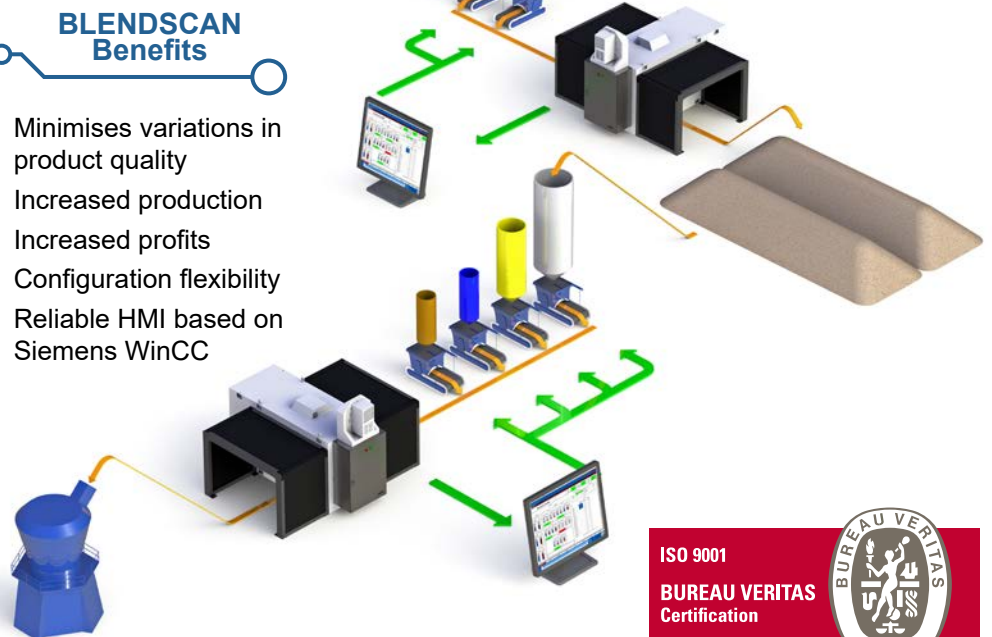 BLENDSCAN
Benefits
Minimises variations in
product quality
Increased production
Increased profits
Configuration flexibility
Reliable HMI based on
Siemens WinCC
ISO 9001
BUREAU VERITAS
Certification
BUREAU VERITAS